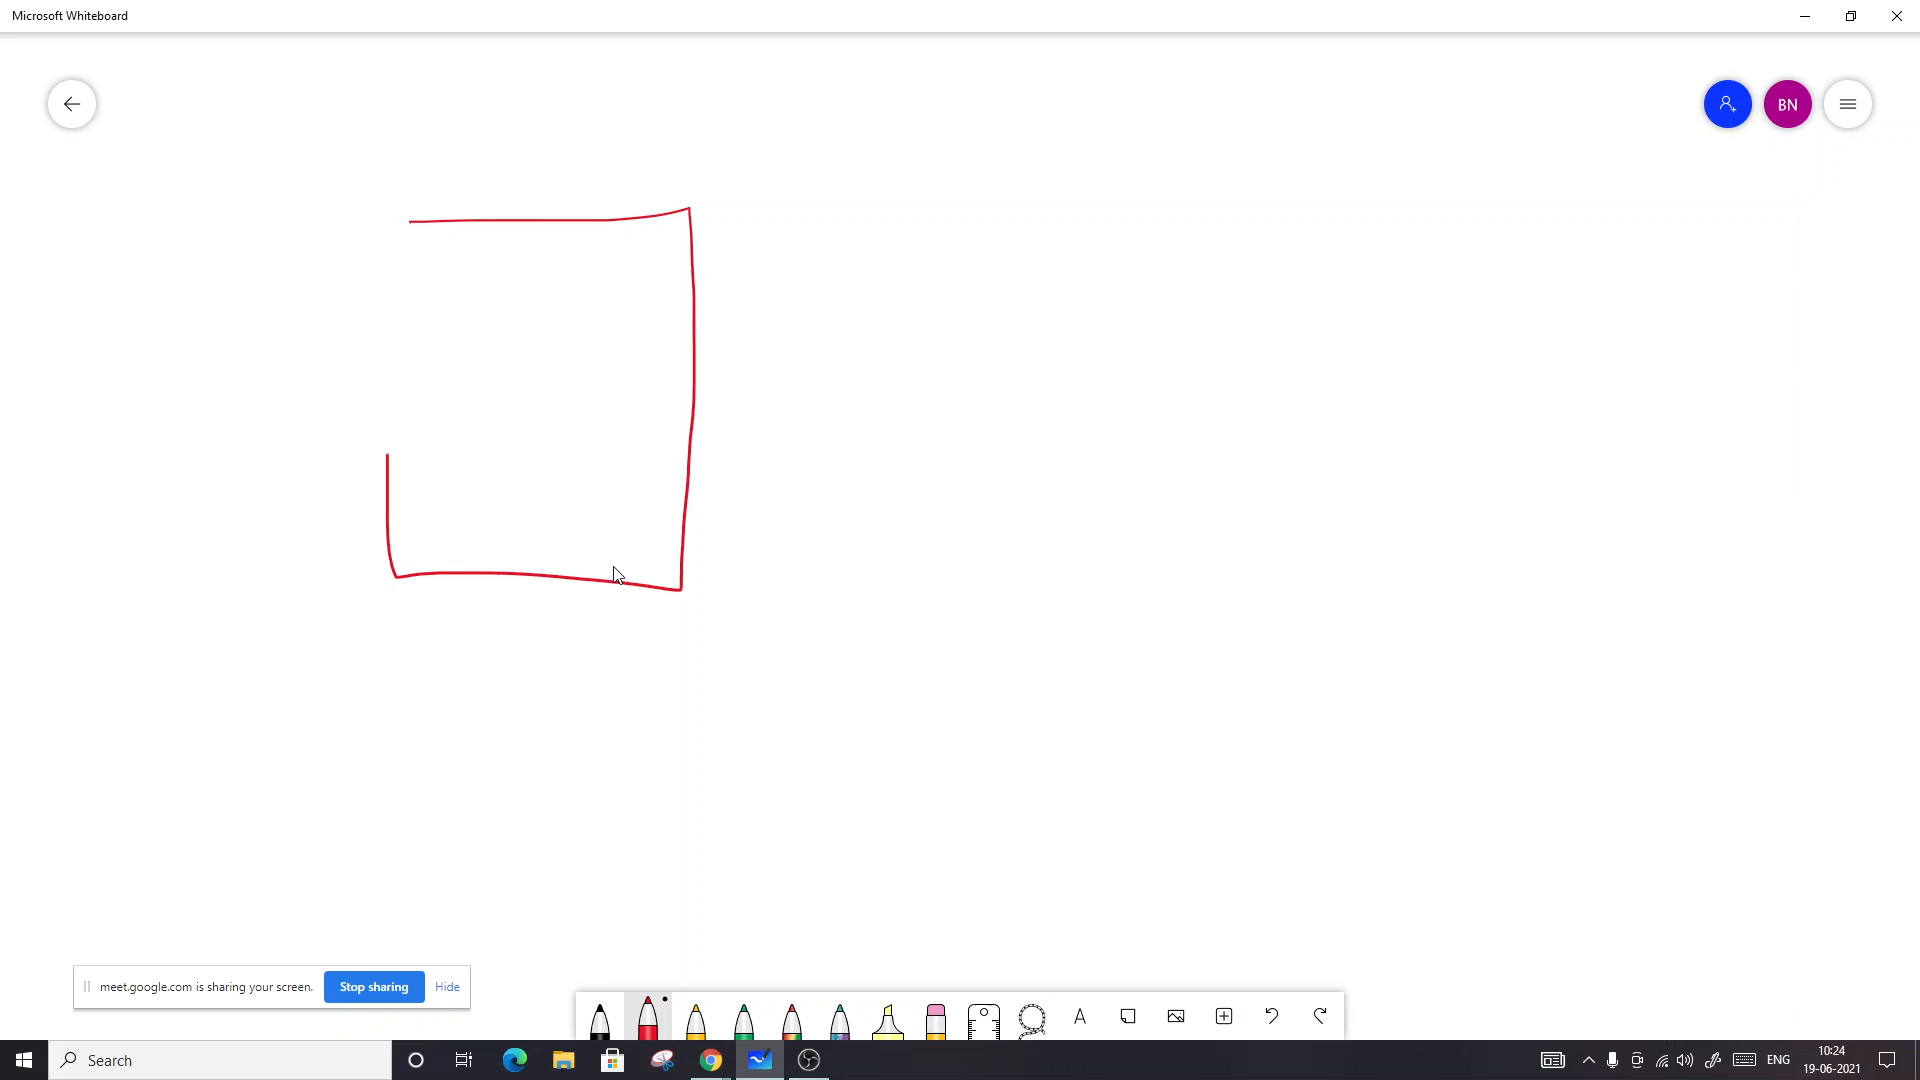 Microsoft Whiteboard
BN
meet.google.com is sharing your screen.
Stop sharing
Hide
A
Search
ENG
10:24
19-06-2021